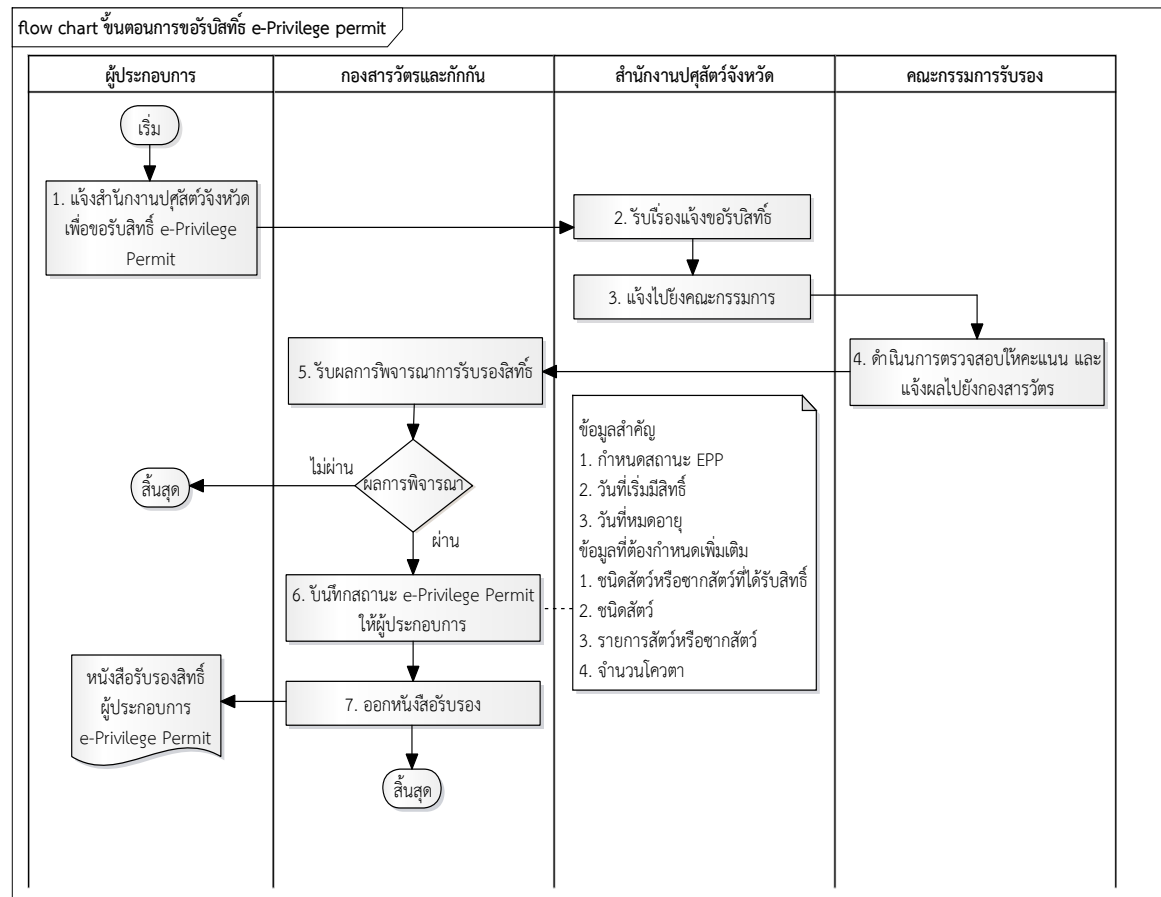 flow chart ขั้นตอนการขอรับสิทธิ์ e-Privilege permit
ผู้ประกอบการ
กองสารวัตรและกักกัน
สำนักงานปศุสัตว์จังหวัด
คณะกรรมการรับรอง
เริ่ม
1. แจ้งสำนักงานปศุสัตว์จังหวัด
เพื่อขอรับสิทธิ์ e-Privilege
Permit
2. รับเรื่องแจ้งขอรับสิทธิ์
3. แจ้งไปยังคณะกรรมการ
4. ดำเนินการตรวจสอบให้คะแนน และ
แจ้งผลไปยังกองสารวัตร
5. รับผลการพิจารณาการรับรองสิทธิ์
ผลการพิจารณา
ไม่ผ่าน
สิ้นสุด
ผ่าน
ข้อมูลสำคัญ
1. กำหนดสถานะ EPP
2. วันที่เริ่มมีสิทธิ์
3. วันที่หมดอายุ
ข้อมูลที่ต้องกำหนดเพิ่มเติม
1. ชนิดสัตว์หรือซากสัตว์ที่ได้รับสิทธิ์
2. ชนิดสัตว์
3. รายการสัตว์หรือซากสัตว์
4. จำนวนโควตา
6. บันทึกสถานะ e-Privilege Permit
ให้ผู้ประกอบการ
7. ออกหนังสือรับรอง
หนังสือรับรองสิทธิ์
ผู้ประกอบการ
e-Privilege Permit
สิ้นสุด